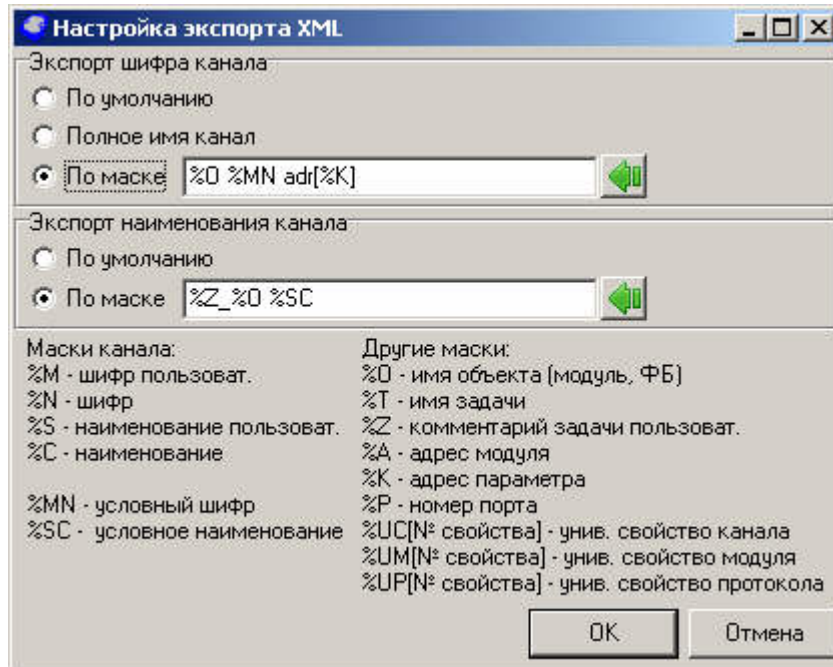 Настройка экспорта XML
Экспорт шифра канала
По умолчанию
Полное имя канал
По маске %O %MN adr[%K]
Экспорт наименования канала
По умолчанию
По маске %Z_%O %SC
Маски канала:
%M - шифр пользоват.
%N - шифр
%S - наименование пользоват.
%C - наименование
%MN - условный шифр
%SC - условное наименование
Другие маски:
%O - имя объекта (модуль, ФБ)
%T - имя задачи
%Z - комментарий задачи пользоват.
%A - адрес модуля
%K - адрес параметра
%P - номер порта
%UC[№ свойства] - унив. свойство канала
%UM[№ свойства] - унив. свойство модуля
%UP[№ свойства] - унив. свойство протокола
OK Отмена